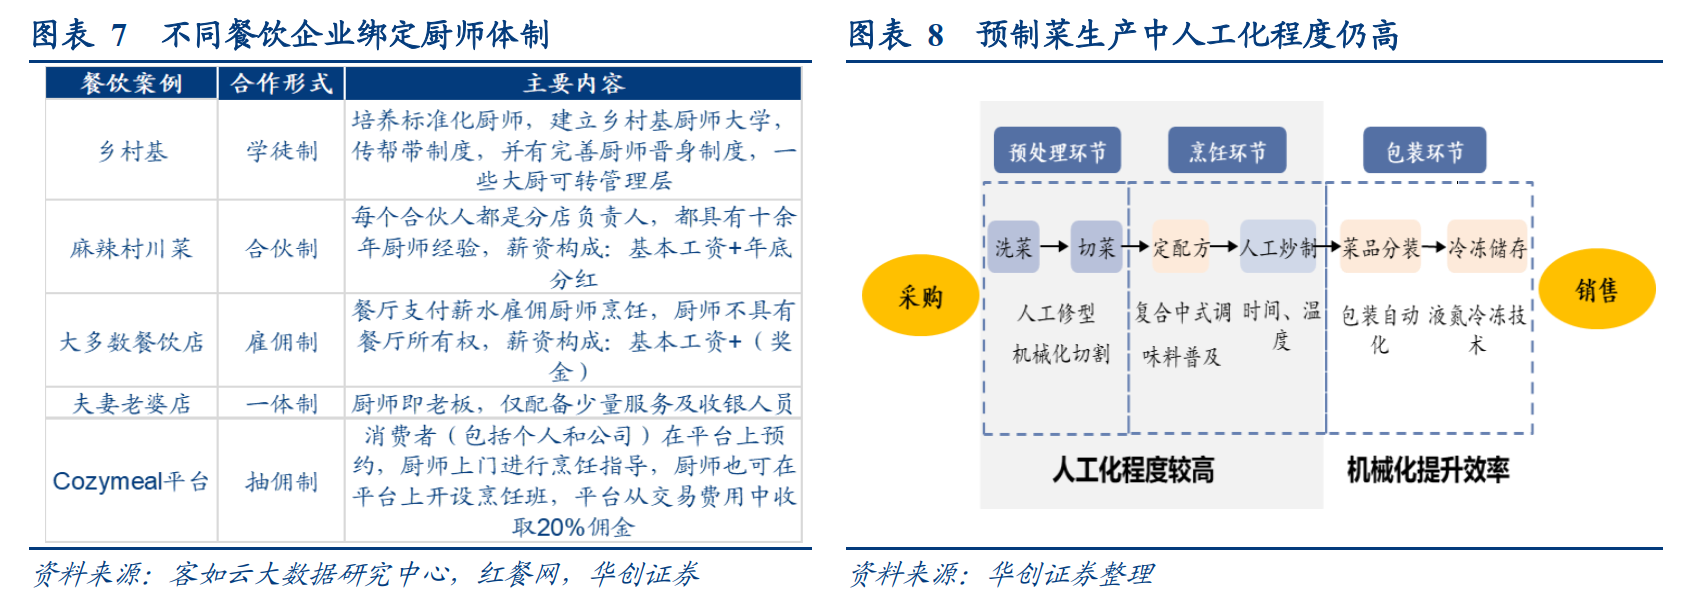 图表 7 不同餐饮企业绑定厨师体制
餐饮案例 合作形式 主要内容
乡村基 学徒制
培养标准化厨师，建立乡村基厨师大学，
传帮带制度，并有完善厨师晋身制度，一
些大厨可转管理层
麻辣村川菜 合伙制
每个合伙人都是分店负责人，都具有十余
年厨师经验，薪资构成：基本工资+年底
分红
大多数餐饮店 雇佣制
餐厅支付薪水雇佣厨师烹饪，厨师不具有
餐厅所有权，薪资构成：基本工资+（奖
金）
夫妻老婆店 一体制 厨师即老板，仅配备少量服务及收银人员
Cozymeal平台 抽佣制
消费者（包括个人和公司）在平台上预
约，厨师上门进行烹饪指导，厨师也可在
平台上开设烹饪班，平台从交易费用中收
取20%佣金
资料来源：客如云大数据研究中心，红餐网，华创证券
图表 8 预制菜生产中人工化程度仍高
预处理环节 烹饪环节 包装环节
采购
洗菜 切菜 定配方 人工炒制 菜品分装 冷冻储存
销售
人工修型
机械化切割
复合中式调
味料普及
时间、温
度
包装自动
化
液氮冷冻技
术
人工化程度较高 机械化提升效率
资料来源：华创证券整理